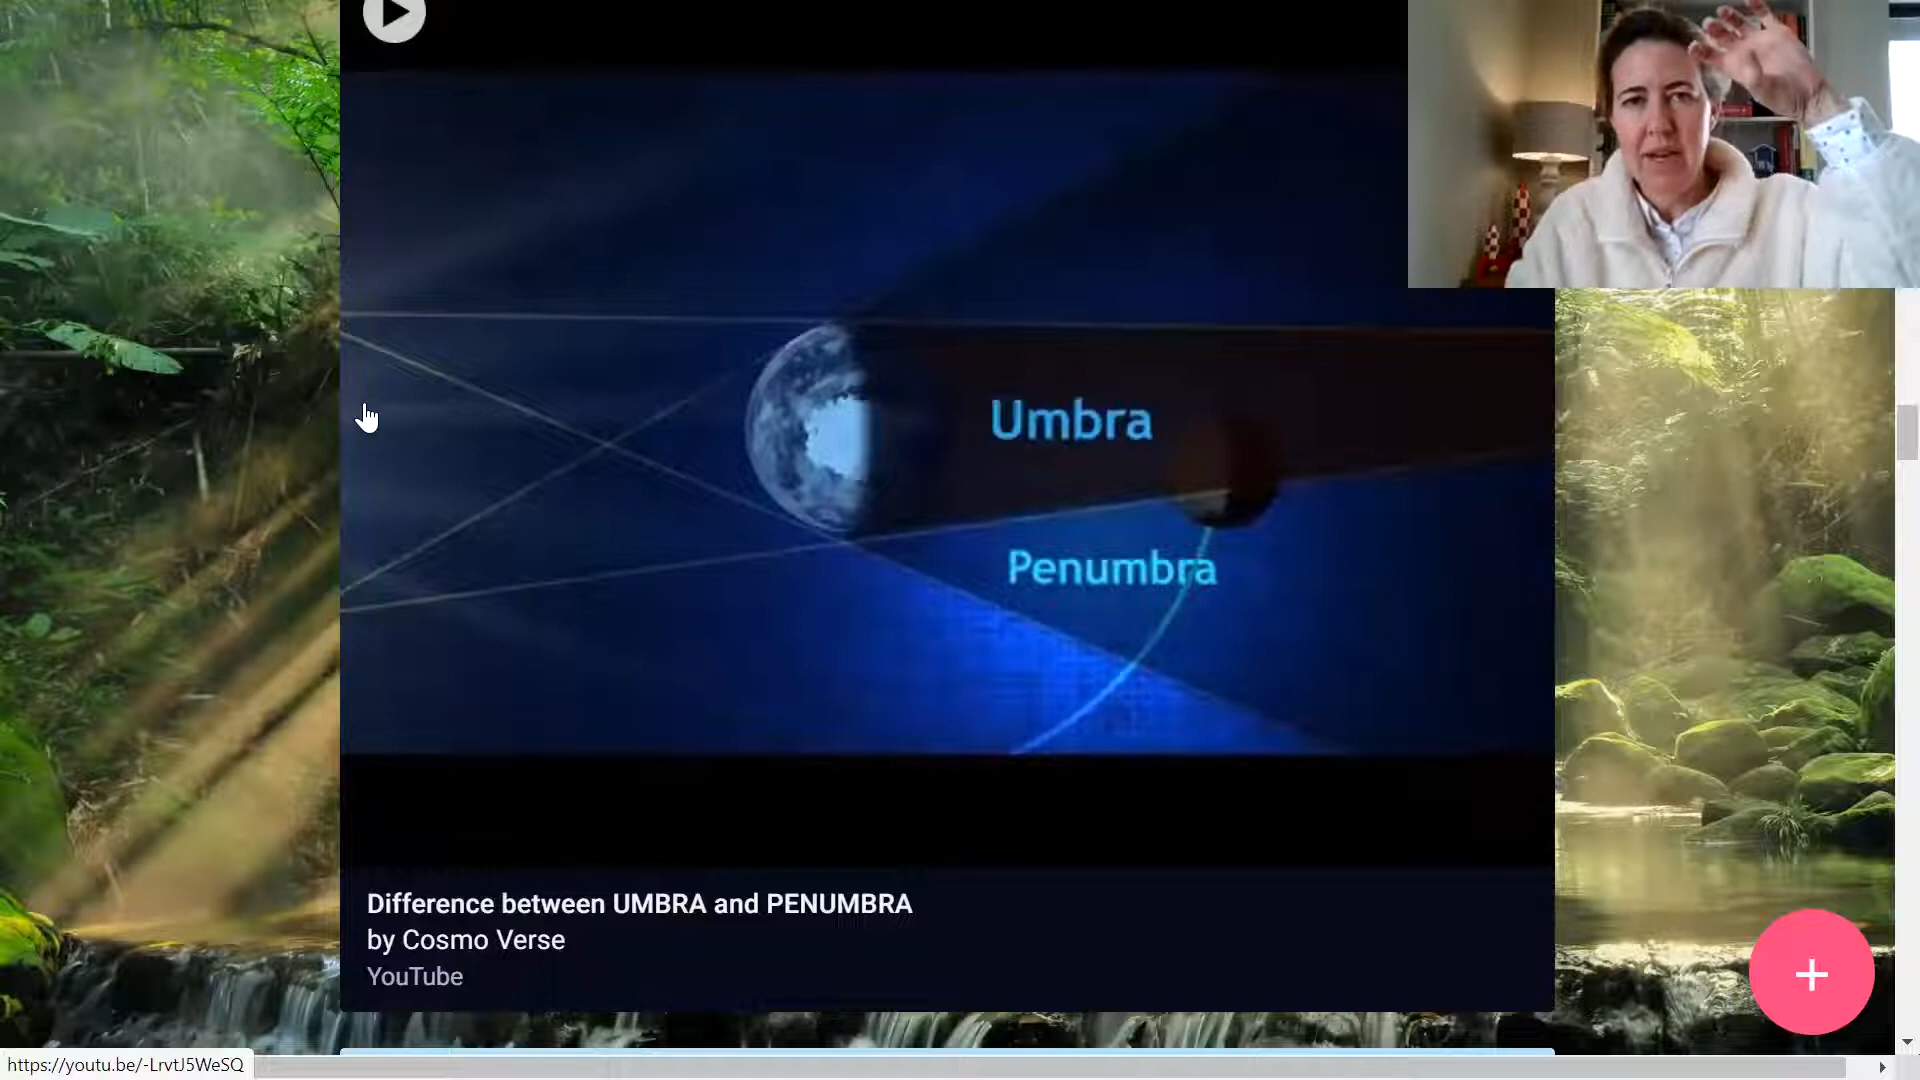 Umbra
Penumbra
Difference between UMBRA and PENUMBRA
by Cosmo Verse
YouTube
https://youtu.be/-LrvtJ5WeSQ